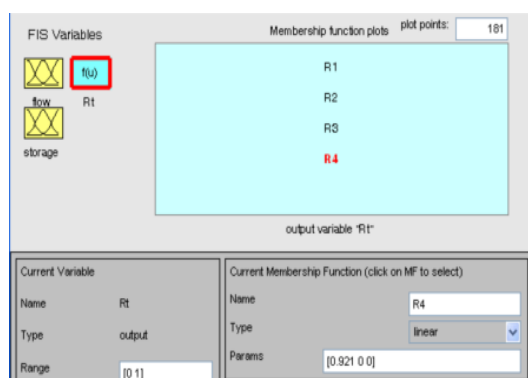 FIS Variables
Membership function plots
plot points:
181
f(u)
flow
Rt
storage
R1
R2
R3
R4
output variable "Rt"
Current Variable
Name
Rt
Type
output
Range
[0 1]
Current Membership Function (click on MF to select)
Name
R4
Type
linear
Params
[0.921 0 0]